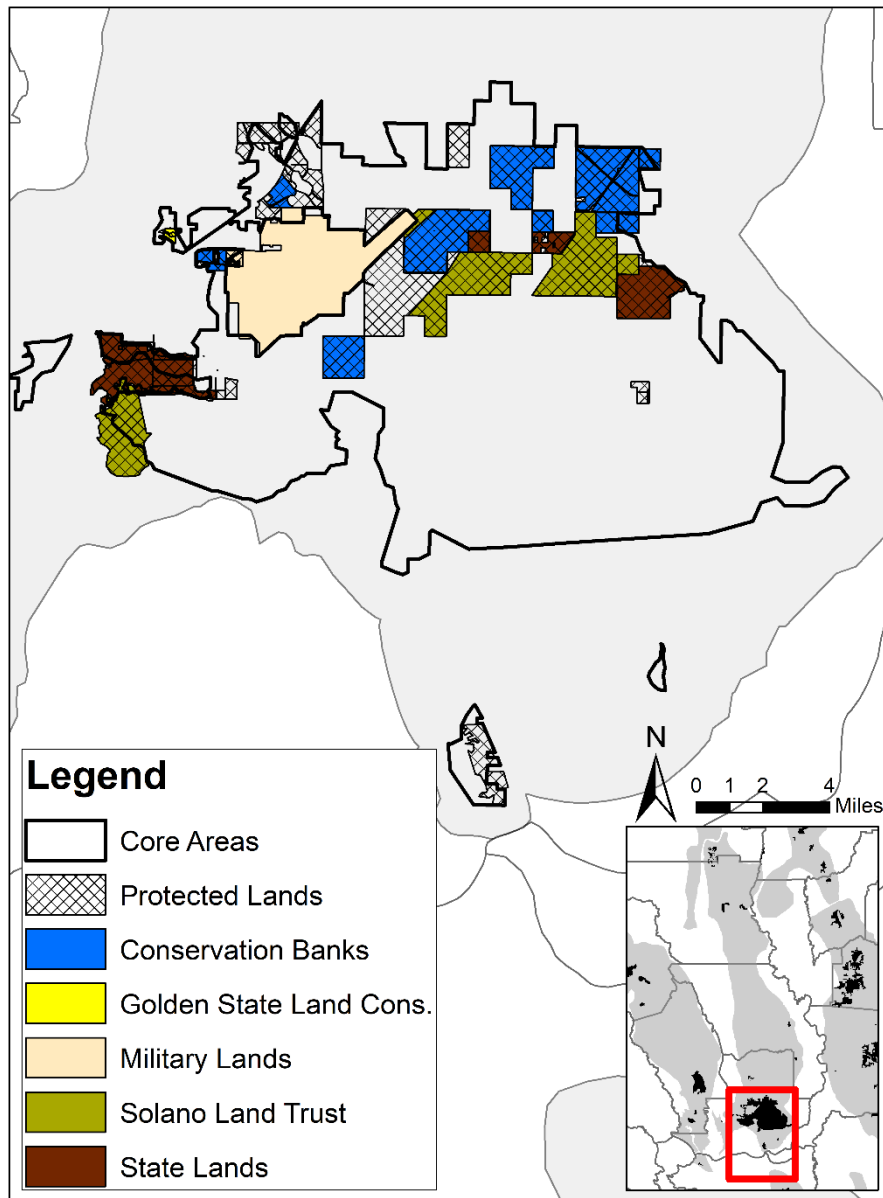 N
0 1 2 4
Miles
Legend
Core Areas
Protected Lands
Conservation Banks
Golden State Land Cons.
Military Lands
Solano Land Trust
State Lands